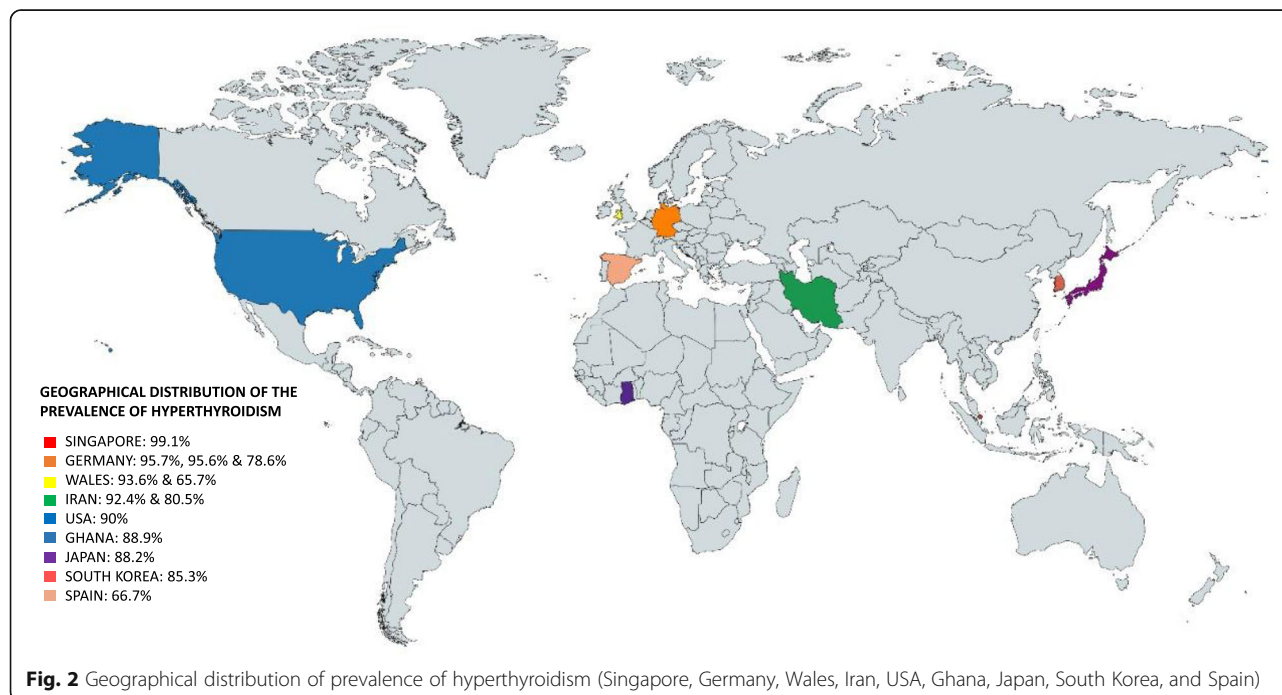 GEOGRAPHICAL DISTRIBUTION OF THE
PREVALENCE OF HYPERTHYROIDISM
SINGAPORE: 99.1%
GERMANY: 95.7%, 95.6% & 78.6%
WALES: 93.6% & 65.7%
IRAN: 92.4% & 80.5%
USA: 90%
GHANA: 88.9%
JAPAN: 88.2%
SOUTH KOREA: 85.3%
SPAIN: 66.7%
Fig. 2 Geographical distribution of prevalence of hyperthyroidism (Singapore, Germany, Wales, Iran, USA, Ghana, Japan, South Korea, and Spain)